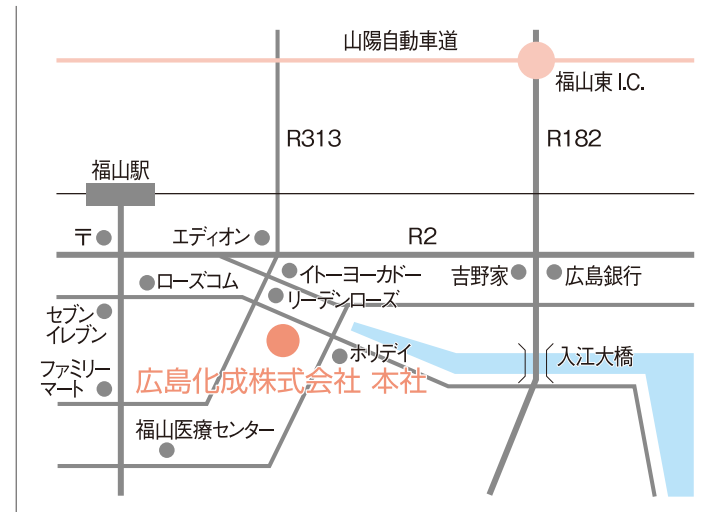 山陽自動車道
福山東 I.C.
R313
R182
福山駅
〒
エディオン
R2
イトーヨーカドー
吉野家
広島銀行
ローズコム
リーデンローズ
セブン
イレブン
ホリデイ
入江大橋
ファミリー
マート
広島化成株式会社 本社
福山医療センター